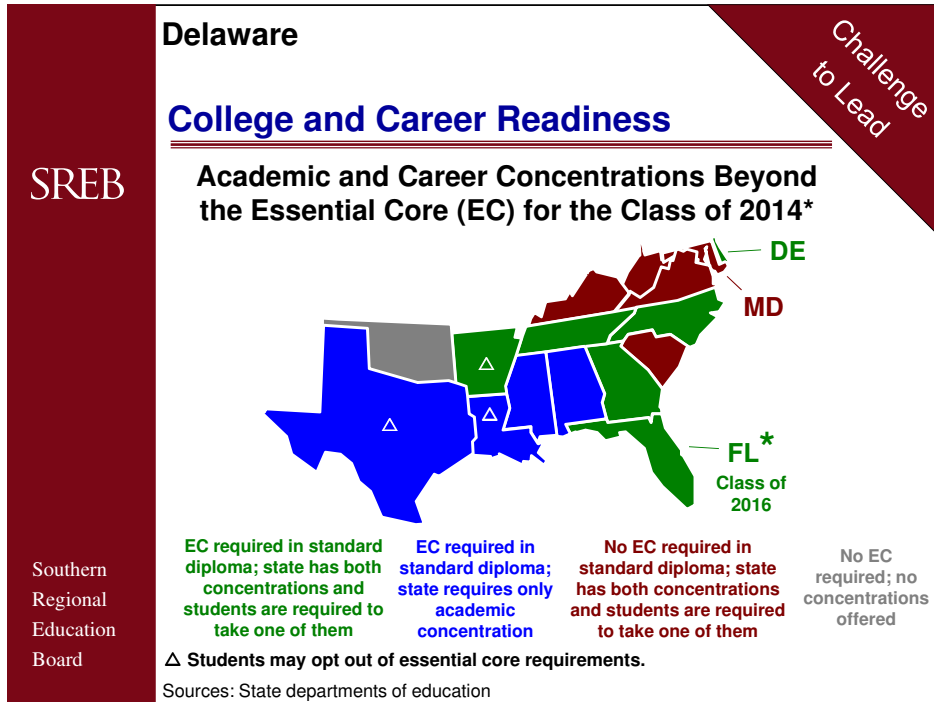 Delaware
Challenge
to Lead
College and Career Readiness
SREB
Academic and Career Concentrations Beyond
the Essential Core (EC) for the Class of 2014*
DE
MD
FL*
Class of
2016
EC required in standard
diploma; state has both
concentrations and
students are required to
take one of them
EC required in
standard diploma;
state requires only
academic
concentration
No EC required in
standard diploma; state
has both concentrations
and students are required
to take one of them
No EC
required; no
concentrations
offered
Southern
Regional
Education
Board
△ Students may opt out of essential core requirements.
Sources: State departments of education